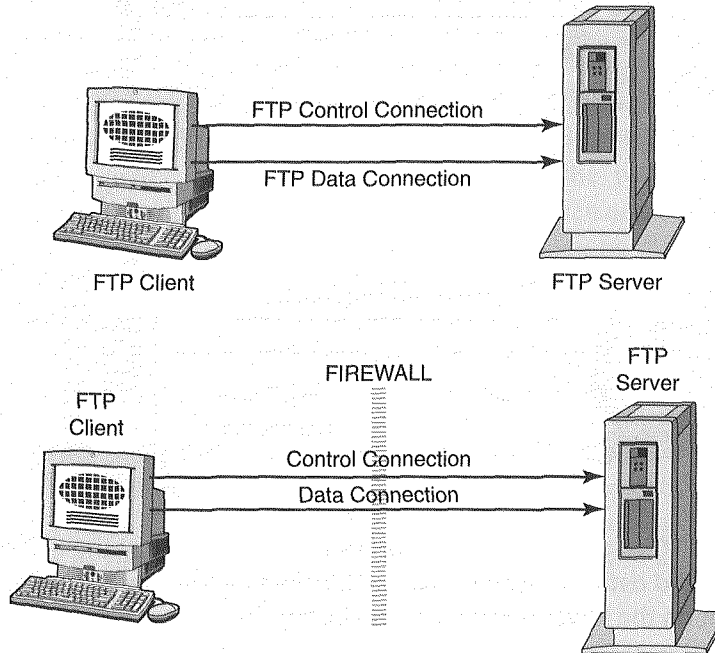 FTP Control Connection
FTP Data Connection
FTP Client
FTP Server
FIREWALL
FTP
Server
FTP
Client
Control Connection
Data Connection